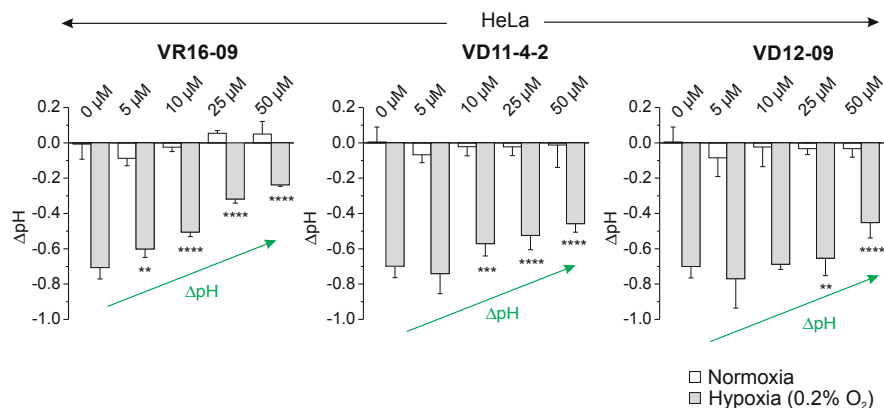 HeLa
VR16-09
VD11-4-2
VD12-09
0 µM 5 µM 10 µM 25 µM 50 µM
0 µM 5 µM 10 µM 25 µM 50 µM
0 µM 5 µM 10 µM 25 µM 50 µM
ΔpH
0.2
0.0
-0.2
-0.4
-0.6
-0.8
-1.0
**
****
****
****
ΔpH
ΔpH
0.2
0.0
-0.2
-0.4
-0.6
-0.8
-1.0
***
****
****
ΔpH
ΔpH
0.2
0.0
-0.2
-0.4
-0.6
-0.8
-1.0
**
****
ΔpH
Normoxia
Hypoxia (0.2% O₂)